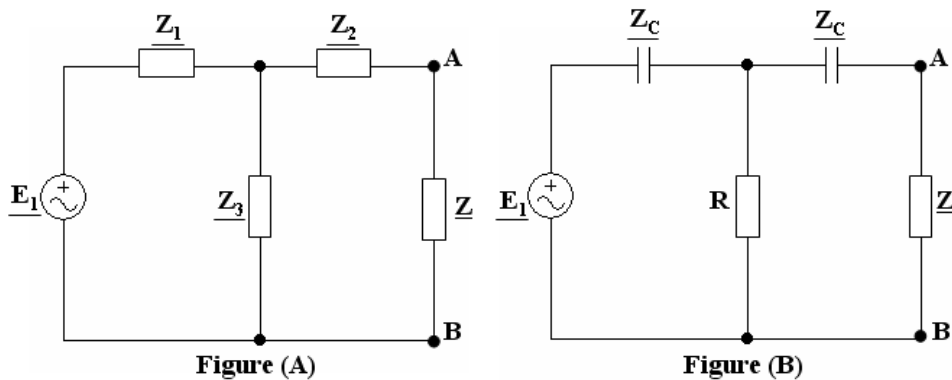 Z1 Z2 A
E1 + Z3 Z
B
Figure (A)
ZC ZC A
E1 + R Z
B
Figure (B)